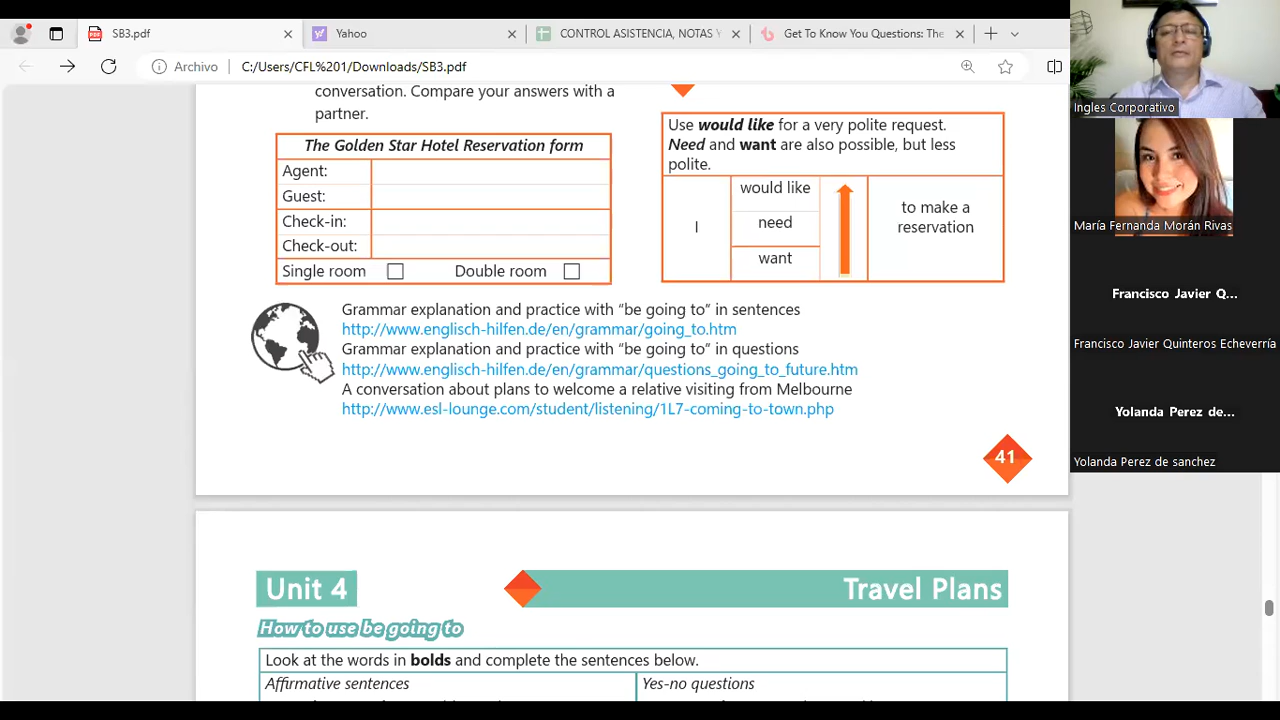 SB3.pdf
Yahoo
CONTROL ASISTENCIA, NOTAS Y
Get To Know You Questions: The
Archivo
C:/Users/CFL%201/Downloads/SB3.pdf
conversation. Compare your answers with a
partner.
The Golden Star Hotel Reservation form
Agent:
Guest:
Check-in:
Check-out:
Single room
Double room
Use would like for a very polite request.
Need and want are also possible, but less
polite.
I
would like
need
want
to make a
reservation
Grammar explanation and practice with “be going to” in sentences
http://www.englisch-hilfen.de/en/grammar/going_to.htm
Grammar explanation and practice with “be going to” in questions
http://www.englisch-hilfen.de/en/grammar/questions_going_to_future.htm
A conversation about plans to welcome a relative visiting from Melbourne
http://www.esl-lounge.com/student/listening/1L7-coming-to-town.php
41
Unit 4
Travel Plans
How to use be going to
Look at the words in bolds and complete the sentences below.
Affirmative sentences
Yes-no questions
Ingles Corporativo
María Fernanda Morán Rivas
Francisco Javier Q...
Francisco Javier Quinteros Echeverría
Yolanda Perez de...
Yolanda Perez de sanchez